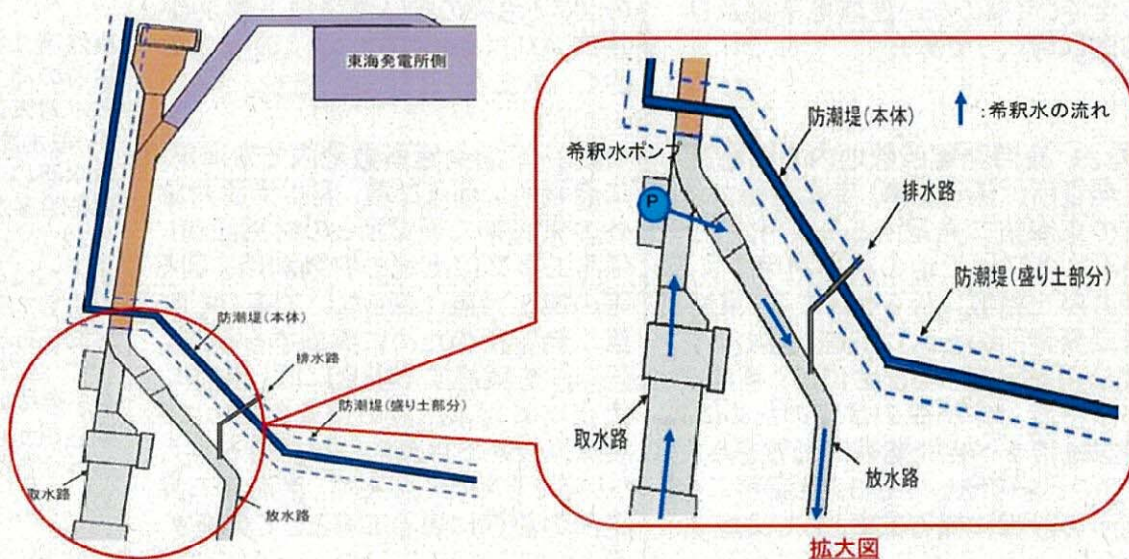 東海発電所側
防潮堤(本体)
排水路
防潮堤(盛り土部分)
取水路
放水路
防潮堤(本体)
:希釈水の流れ
希釈水ポンプ
P
排水路
防潮堤(盛り土部分)
取水路
放水路
拡大図